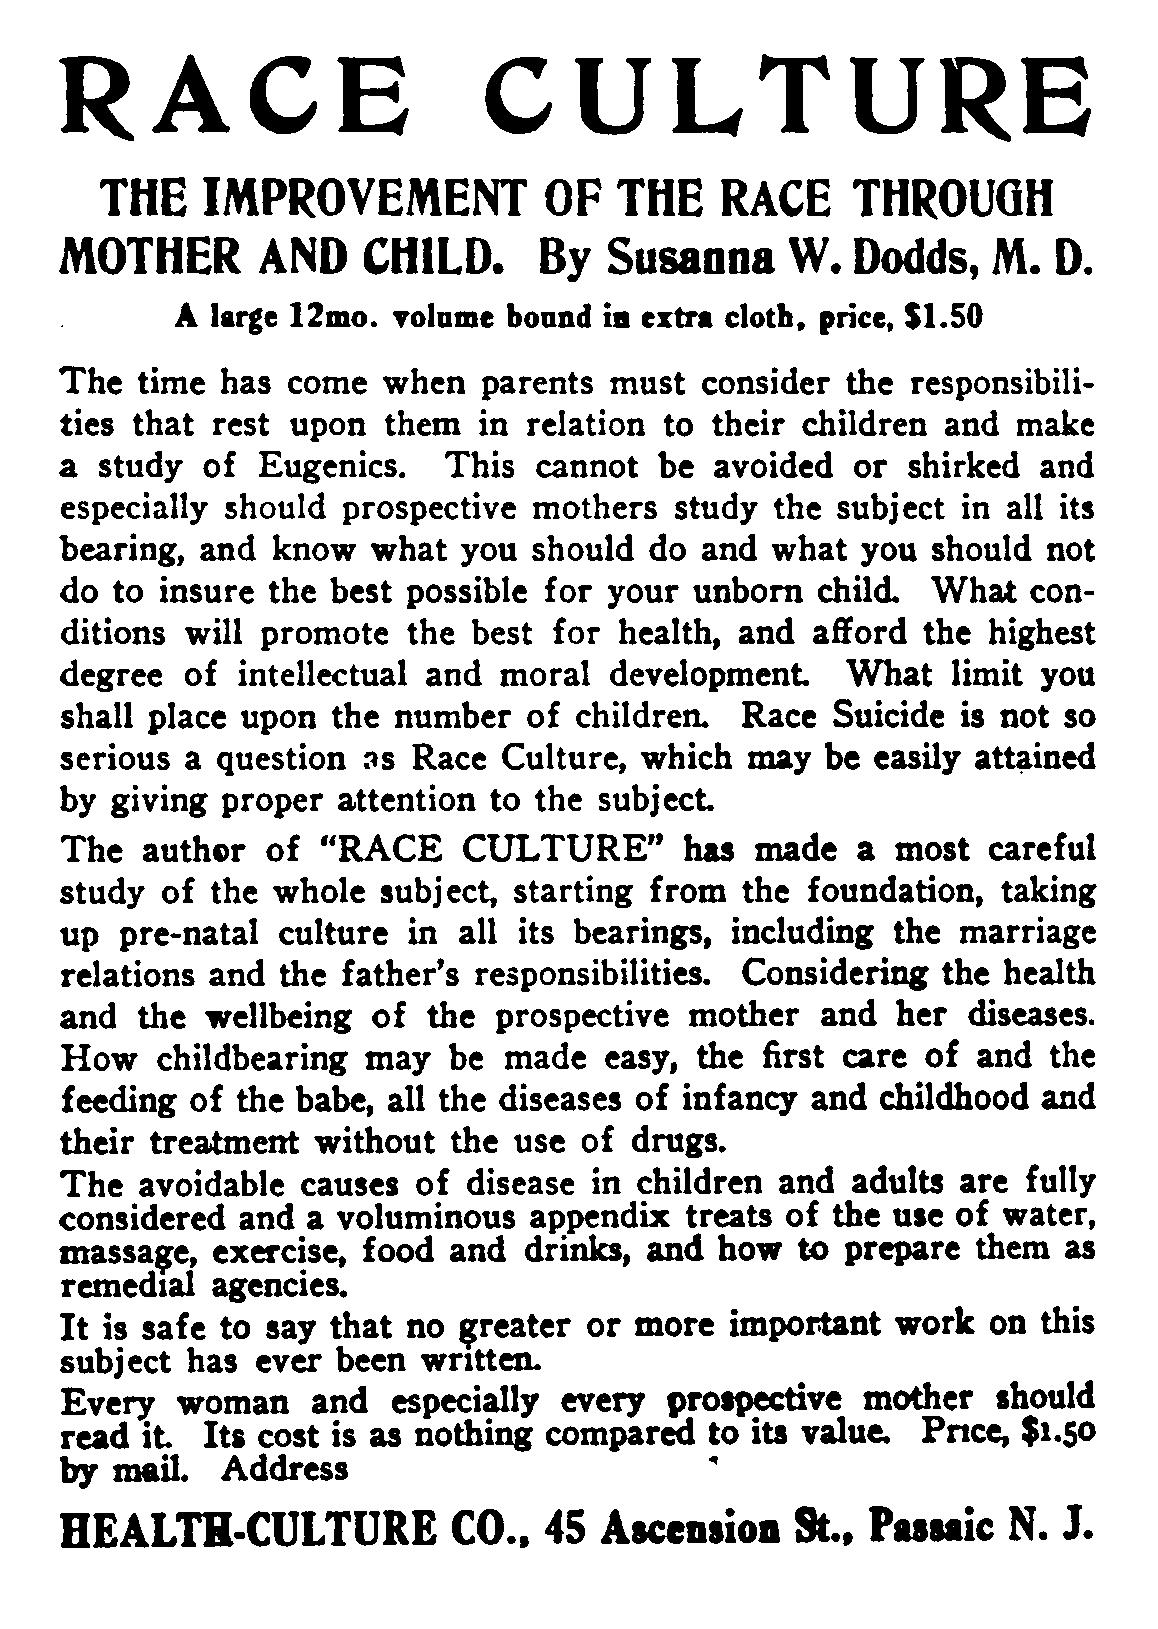 RACE CULTURE
THE IMPROVEMENT OF THE RACE THROUGH
MOTHER AND CHILD. By Susanna W. Dodds, M. D.
A large 12mo. volume bound in extra cloth, price, $1.50
The time has come when parents must consider the responsibili-
ties that rest upon them in relation to their children and make
a study of Eugenics. This cannot be avoided or shirked and
especially should prospective mothers study the subject in all its
bearing, and know what you should do and what you should not
do to insure the best possible for your unborn child. What con-
ditions will promote the best for health, and afford the highest
degree of intellectual and moral development. What limit you
shall place upon the number of children. Race Suicide is not so
serious a question as Race Culture, which may be easily attained
by giving proper attention to the subject.
The author of "RACE CULTURE" has made a most careful
study of the whole subject, starting from the foundation, taking
up pre-natal culture in all its bearings, including the marriage
relations and the father's responsibilities. Considering the health
and the wellbeing of the prospective mother and her diseases.
How childbearing may be made easy, the first care of and the
feeding of the babe, all the diseases of infancy and childhood and
their treatment without the use of drugs.
The avoidable causes of disease in children and adults are fully
considered and a voluminous appendix treats of the use of water,
massage, exercise, food and drinks, and how to prepare them as
remedial agencies.
It is safe to say that no greater or more important work on this
subject has ever been written.
Every woman and especially every prospective mother should
read it. Its cost is as nothing compared to its value. Price, $1.50
by mail. Address
HEALTH-CULTURE CO., 45 Ascension St., Passaic N. J.